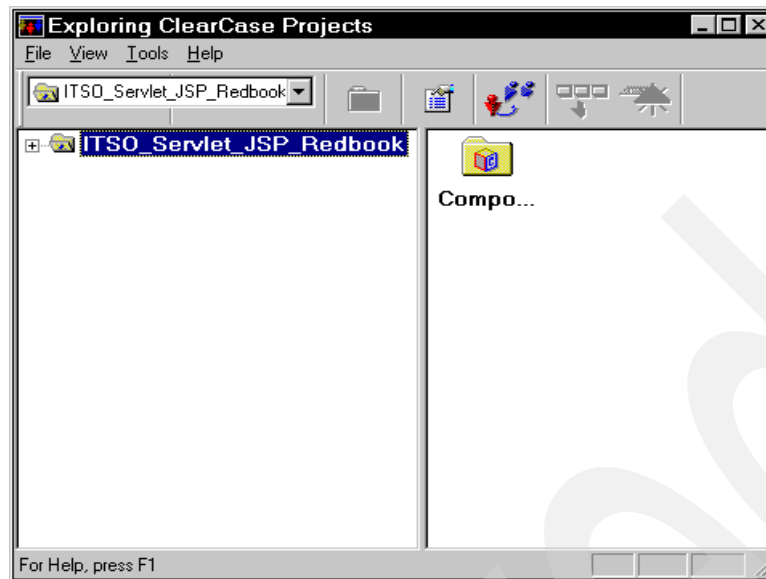 Exploring ClearCase Projects
File View Tools Help
ITSO_Servlet_JSP_Redbook
ITSO_Servlet_JSP_Redbook
Compo...
For Help, press F1